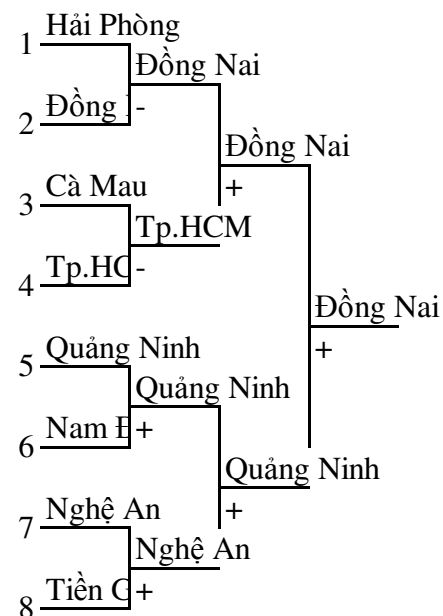 Hải Phòng
1
Đồng Nai
Đồng -
2
Đồng Nai
Cà Mau +
3
Tp.HCM
Tp.HC -
4
Đồng Nai
Quảng Ninh +
5
Quảng Ninh
Nam +
6
Quảng Ninh
Nghệ An +
7
Nghệ An
Tiền G +
8